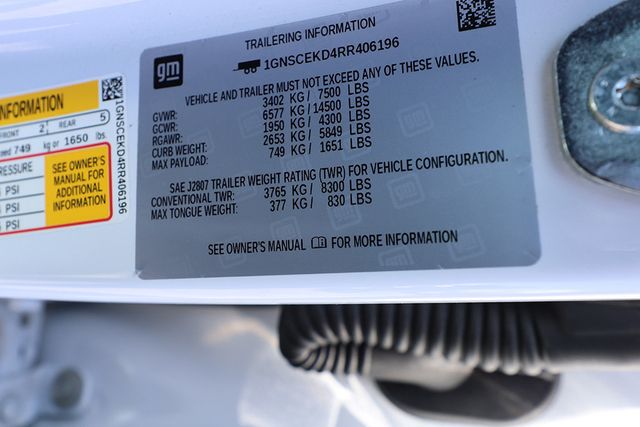 NFORMATION
FRONT 2 REAR 5
ed 749 kg or 1650 lbs.
RESSURE
PSI
PSI
PSI
SEE OWNER'S
MANUAL FOR
ADDITIONAL
INFORMATION
1GNSCEKD4RR406196
gm
TRAILERING INFORMATION
1GNSCEKD4RR406196
VEHICLE AND TRAILER MUST NOT EXCEED ANY OF THESE VALUES.
GVWR: 3402 KG / 7500 LBS
GCWR: 6577 KG / 14500 LBS
RGAWR: 1950 KG / 4300 LBS
CURB WEIGHT: 2653 KG / 5849 LBS
MAX PAYLOAD: 749 KG / 1651 LBS
SAE J2807 TRAILER WEIGHT RATING (TWR) FOR VEHICLE CONFIGURATION.
CONVENTIONAL TWR: 3765 KG / 8300 LBS
MAX TONGUE WEIGHT: 377 KG / 830 LBS
SEE OWNER'S MANUAL FOR MORE INFORMATION